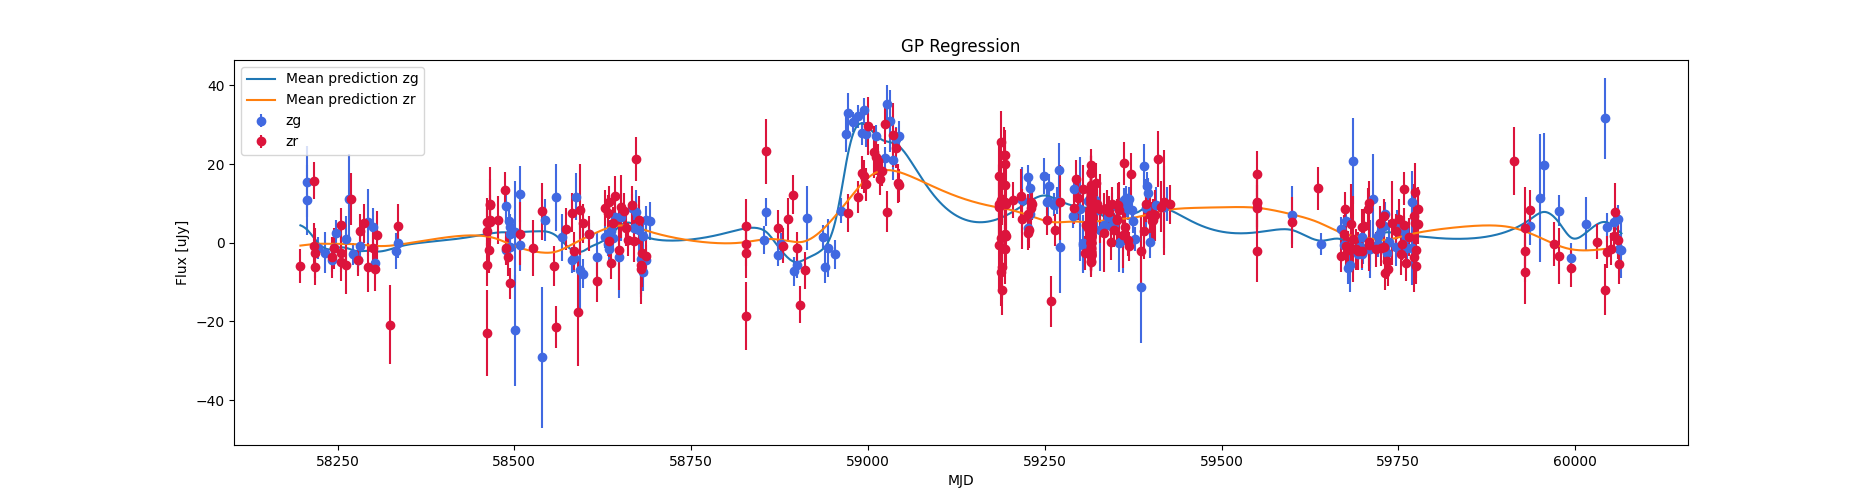 GP Regression
Mean prediction zg
Mean prediction zr
zg
zr
Flux [uJy]
40
20
0
−20
−40
58250
58500
58750
59000
59250
59500
59750
60000
MJD